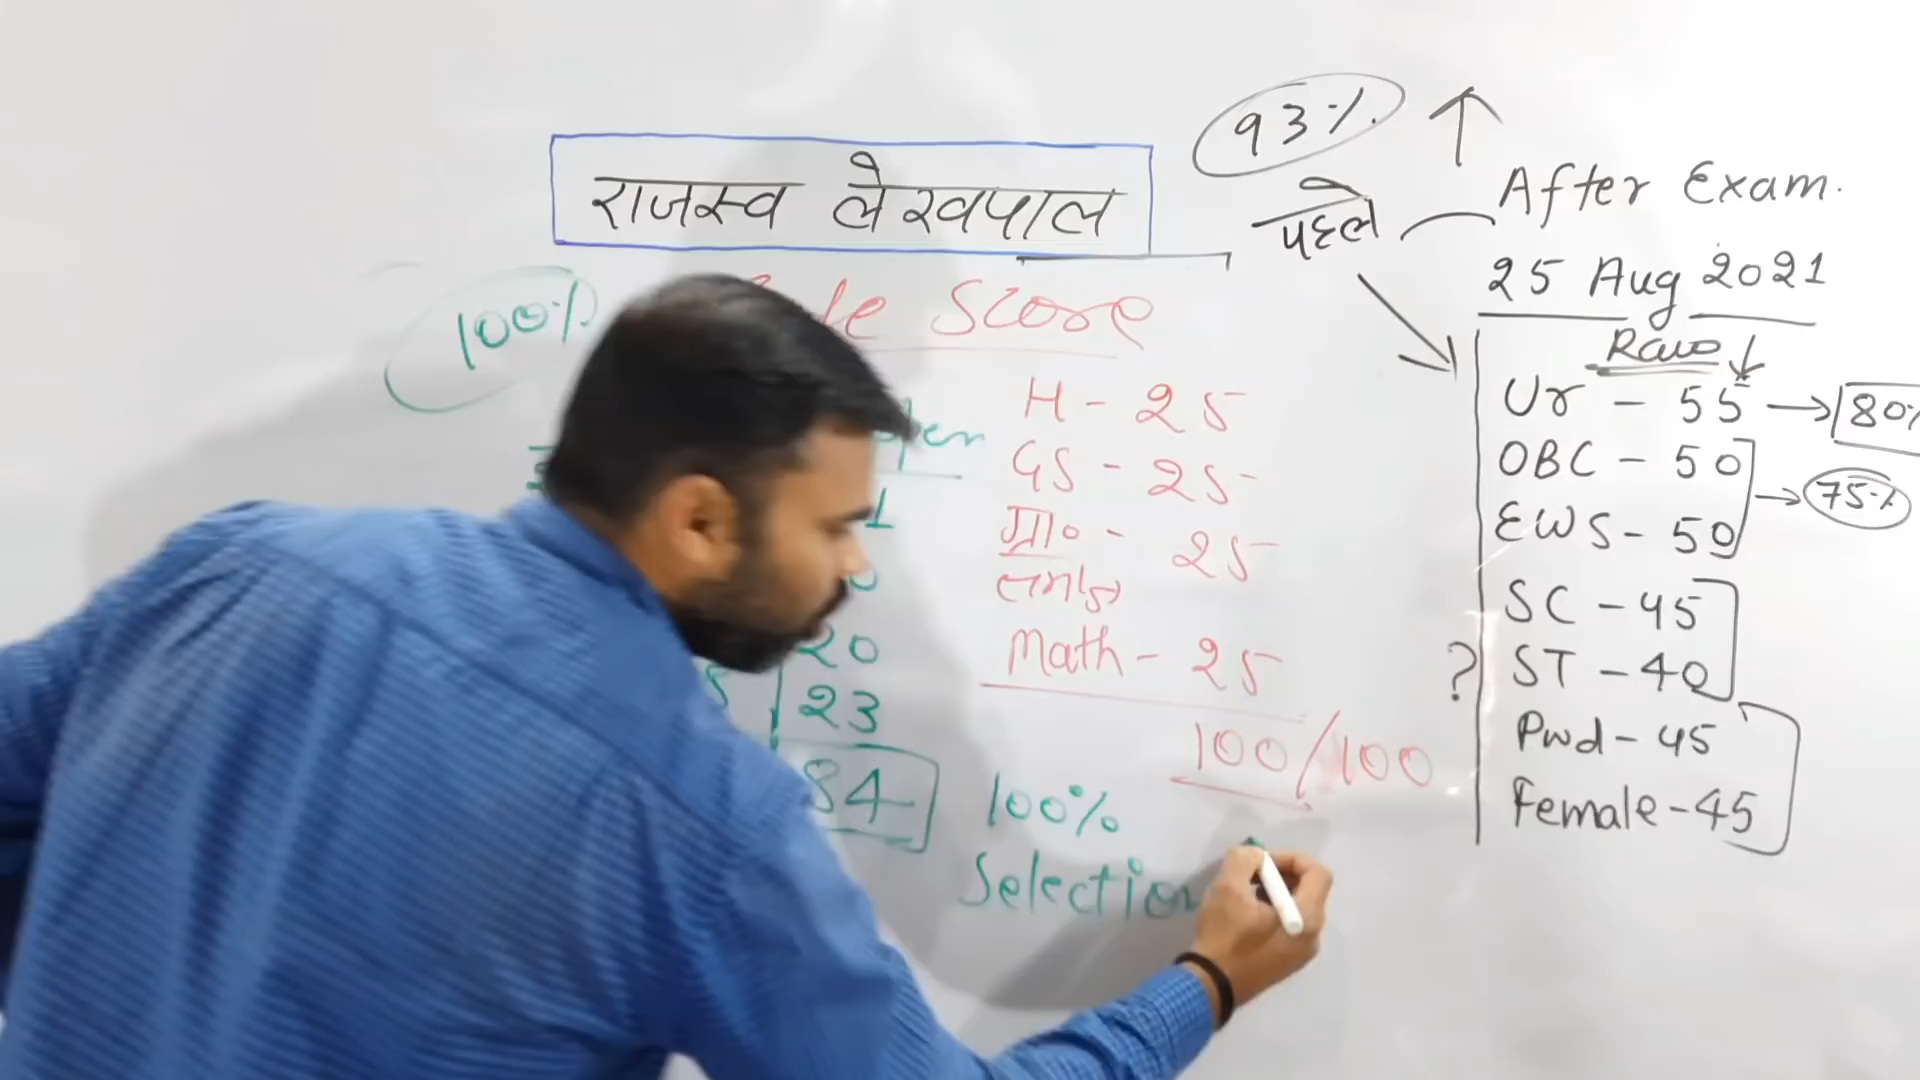 राजस्व लेखपाल
Score
100%
H - 25
GS - 25
ग्रा० - 25
समाज
Math - 25
100/100
20
23
84
100%
Selection
93%
पहले
After Exam.
25 Aug 2021
Raw
Ur - 55 → 80%
OBC - 50
75%
EWS - 50
SC - 45
? ST - 40
Pwd - 45
Female - 45